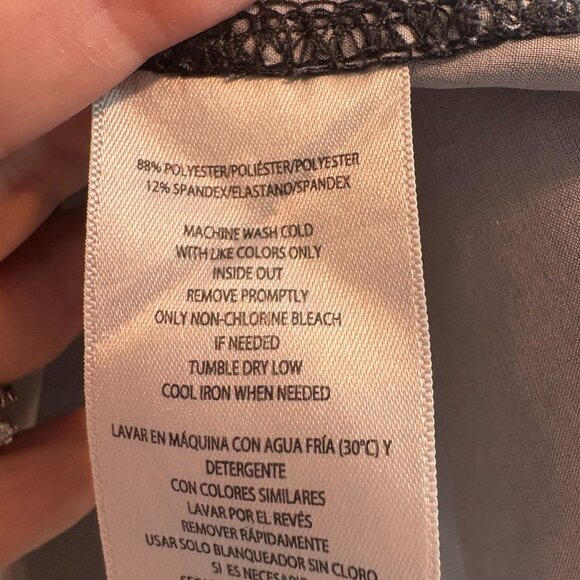 88% POLYESTER/POLIÉSTER/POLYESTER
12% SPANDEX/ELASTANO/SPANDEX
MACHINE WASH COLD
WITH LIKE COLORS ONLY
INSIDE OUT
REMOVE PROMPTLY
ONLY NON-CHLORINE BLEACH
IF NEEDED
TUMBLE DRY LOW
COOL IRON WHEN NEEDED
LAVAR EN MÁQUINA CON AGUA FRÍA (30°C) Y
DETERGENTE
CON COLORES SIMILARES
LAVAR POR EL REVÉS
REMOVER RÁPIDAMENTE
USAR SOLO BLANQUEADOR SIN CLORO
SI ES NECESARIO